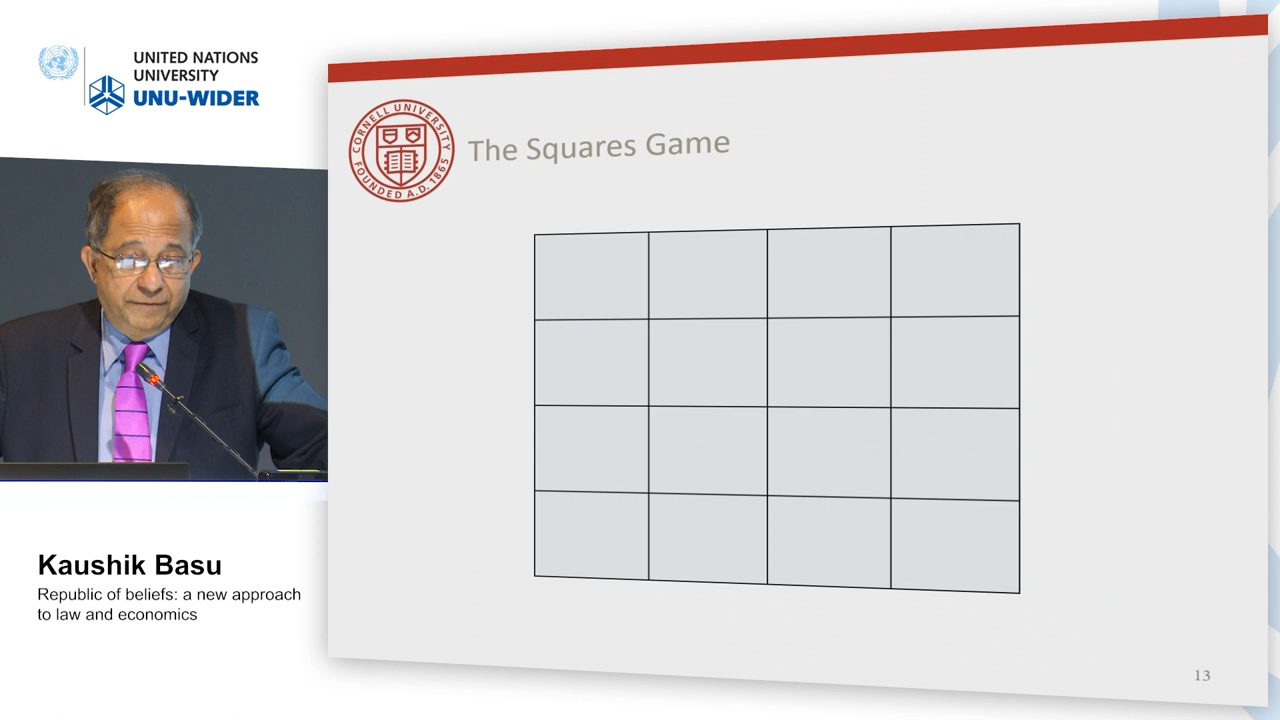 UNITED NATIONS
UNIVERSITY
UNU-WIDER
CORNELL UNIVERSITY
FOUNDED A.D. 1865
The Squares Game
Kaushik Basu
Republic of beliefs: a new approach
to law and economics
13